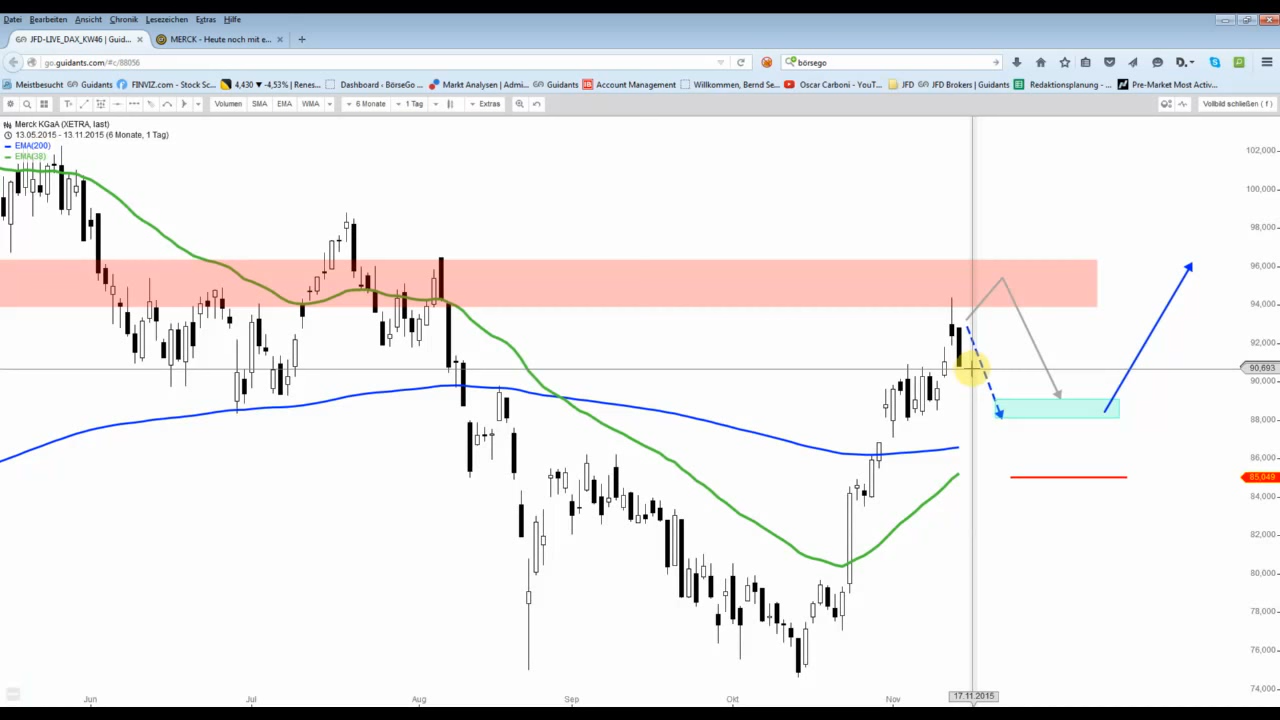 Datei Bearbeiten Ansicht Chronik Lesezeichen Extras Hilfe
JFD-LIVE_DAX_KW46 | Guid... × MERCK - Heute noch mit e... × +
go.guidants.com/#c/88056 börsego
Meistbesucht Guidants FINVIZ.com - Stock Sc... 4,430 ▼ -4,53% | Renes... Dashboard - BörseGo ... Markt Analysen | Admi... Guidants Account Management Willkommen, Bernd Se... Oscar Carboni - YouT... JFD JFD Brokers | Guidants Redaktionsplanung - ... Pre-Market Most Activ...
Volumen SMA EMA WMA 6 Monate 1 Tag Extras Vollbild schließen ( f )
Merck KGaA (XETRA, last)
13.05.2015 - 13.11.2015 (6 Monate, 1 Tag)
EMA(200)
EMA(38)
102,000
100,000
98,000
96,000
94,000
92,000
90,693
90,000
88,000
86,000
85,049
82,000
80,000
78,000
76,000
74,000
Jun Jul Aug Sep Okt Nov 17.11.2015